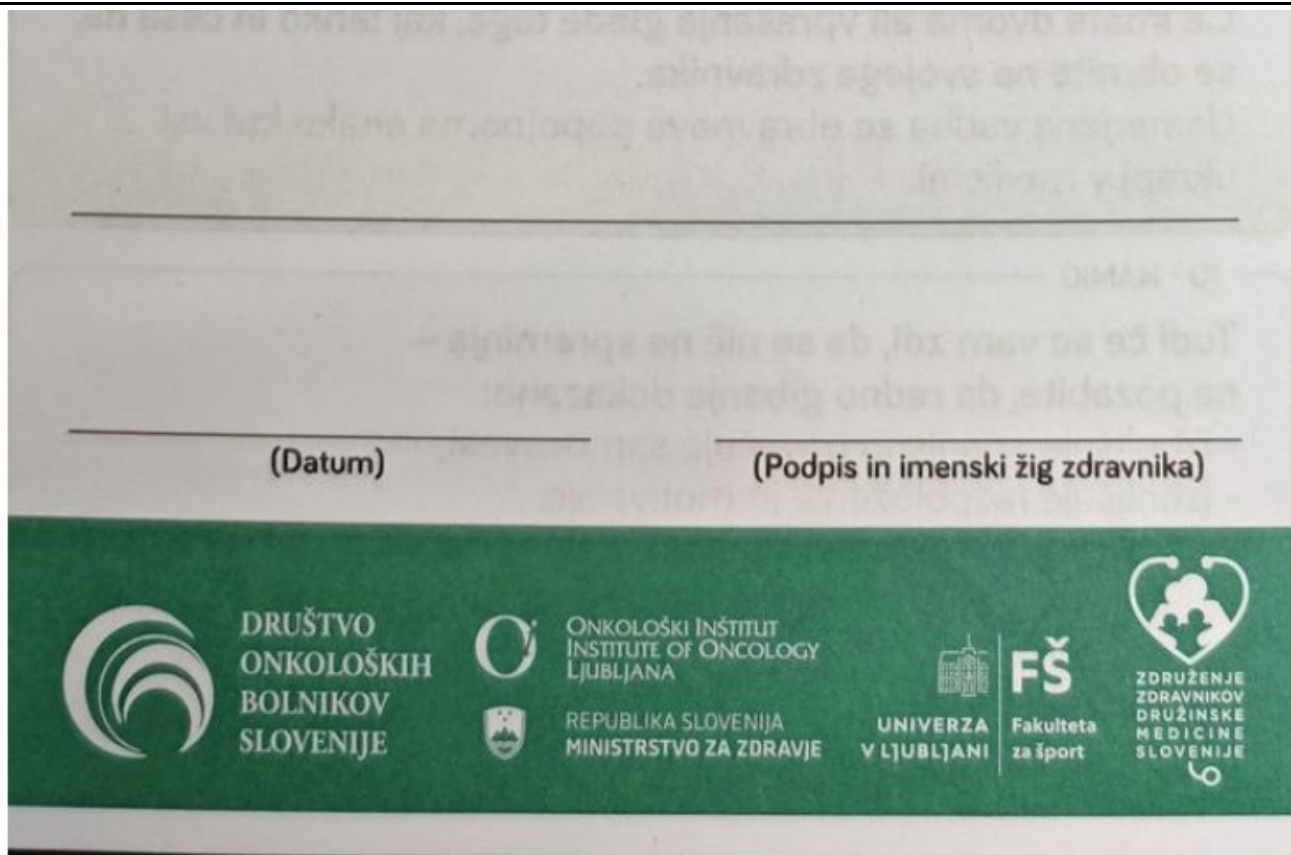 (Datum)
(Podpis in imenski žig zdravnika)
DRUŠTVO
ONKOLOŠKIH
BOLNIKOV
SLOVENIJE
ONKOLOŠKI INŠTITUT
INSTITUTE OF ONCOLOGY
LJUBLJANA
REPUBLIKA SLOVENIJA
MINISTRSTVO ZA ZDRAVJE
UNIVERZA
V LJUBLJANI
FŠ
Fakulteta
za šport
ZDRUŽENJE
ZDRAVNIKOV
DRUŽINSKE
MEDICINE
SLOVENIJE